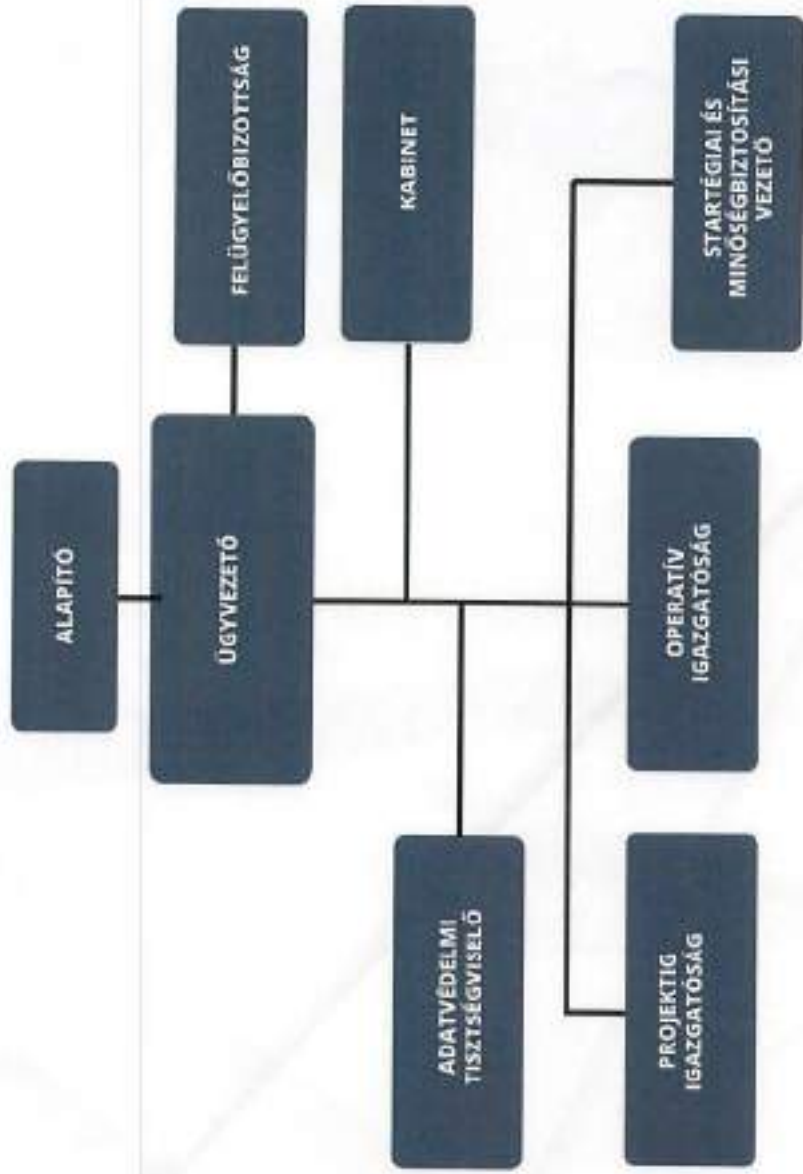 ALAPÍTÓ
ÜGYVEZETŐ
FELÜGYELŐBIZOTTSÁG
KABINET
ADATVÉDELMI
TISZTSÉGVISELŐ
PROJEKTIG
IGAZGATÓSÁG
OPERATÍV
IGAZGATÓSÁG
STARTÉGIAI ÉS
MINŐSÉGBIZTOSÍTÁSI
VEZETŐ